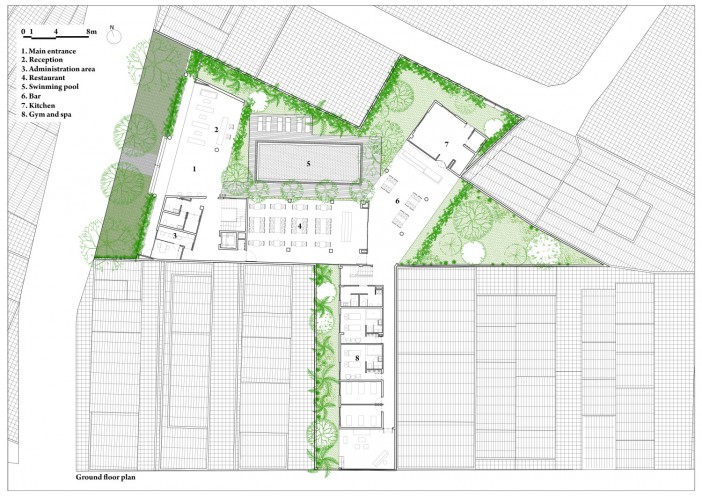 N
0 1 4 8m
1. Main entrance
2. Reception
3. Administration area
4. Restaurant
5. Swinming pool
6. Bar
7. Kitchen
8. Gym and spa
2
7
5
1
6
4
3
8
Ground floor plan